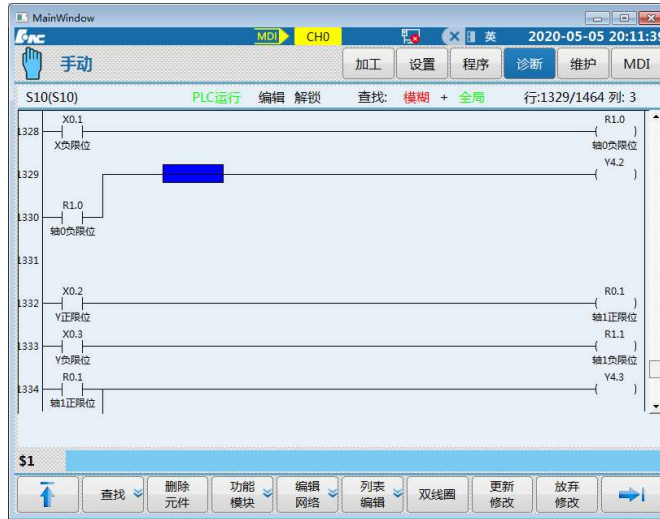 MainWindow
MDI CH0 英 2020-05-05 20:11:39
手动 加工 设置 程序 诊断 维护 MDI
S10(S10) PLC运行 编辑 解锁 查找: 模糊 + 全局 行:1329/1464 列: 3
X0.1 R1.0
1328
X负限位 轴0负限位
Y4.2
1329
R1.0
1330
轴0负限位
1331
X0.2 R0.1
1332
Y正限位 轴1正限位
X0.3 R1.1
1333
Y负限位 轴1负限位
R0.1 Y4.3
1334
轴1正限位
$1
查找 删除元件 功能模块 编辑网络 列表编辑 双线圈 更新修改 放弃修改